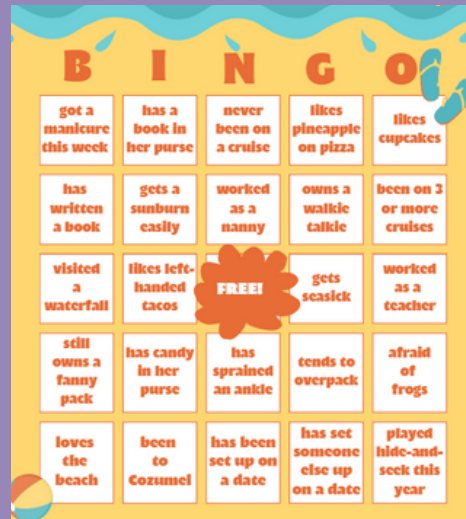 B I N G O
got a
manicure
this week
has a
book in
her purse
never
been on
a cruise
likes
pineapple
on pizza
likes
cupcakes
has
written
a book
gets a
sunburn
easily
worked
as a
nanny
owns a
walkie
talkie
been on 3
or more
cruises
visited
a
waterfall
likes left-
handed
tacos
FREE!
gets
seasick
worked
as a
teacher
still
owns a
fanny
pack
has candy
in her
purse
has
sprained
an ankle
tends to
overpack
afraid
of
frogs
loves
the
beach
been
to
Cozumel
has been
set up on
a date
has set
someone
else up
on a date
played
hide-and-
seek this
year